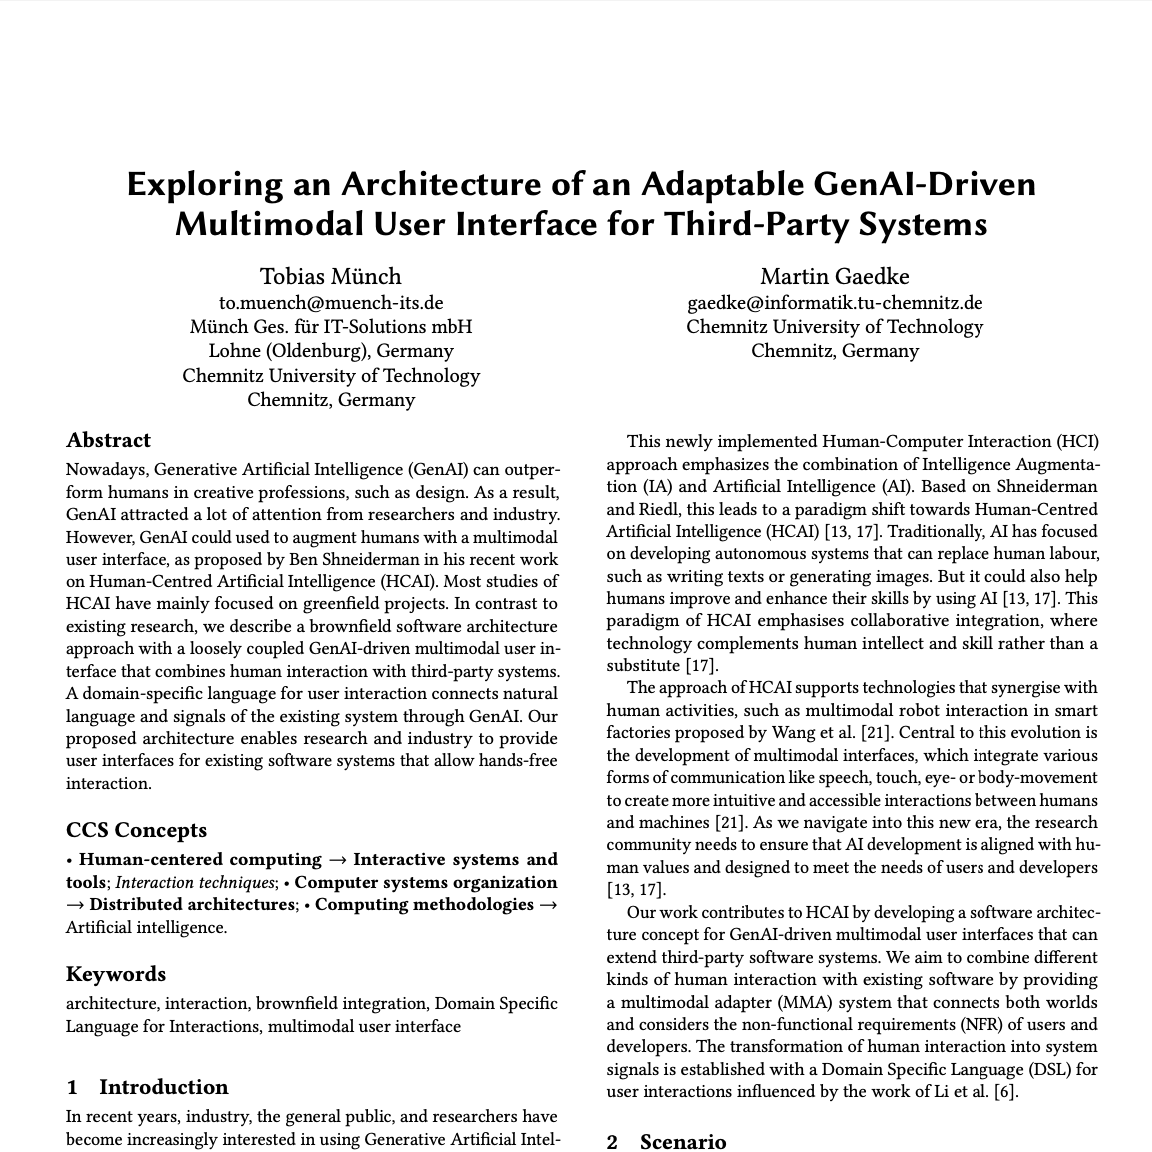 Exploring an Architecture of an Adaptable GenAI-Driven
Multimodal User Interface for Third-Party Systems
Tobias Münch
to.muench@muench-its.de
Münch Ges. für IT-Solutions mbH
Lohne (Oldenburg), Germany
Chemnitz University of Technology
Chemnitz, Germany
Martin Gaedke
gaedke@informatik.tu-chemnitz.de
Chemnitz University of Technology
Chemnitz, Germany
Abstract
Nowadays, Generative Artificial Intelligence (GenAI) can outper-
form humans in creative professions, such as design. As a result,
GenAI attracted a lot of attention from researchers and industry.
However, GenAI could used to augment humans with a multimodal
user interface, as proposed by Ben Shneiderman in his recent work
on Human-Centred Artificial Intelligence (HCAI). Most studies of
HCAI have mainly focused on greenfield projects. In contrast to
existing research, we describe a brownfield software architecture
approach with a loosely coupled GenAI-driven multimodal user in-
terface that combines human interaction with third-party systems.
A domain-specific language for user interaction connects natural
language and signals of the existing system through GenAI. Our
proposed architecture enables research and industry to provide
user interfaces for existing software systems that allow hands-free
interaction.
CCS Concepts
• Human-centered computing → Interactive systems and
tools; Interaction techniques; • Computer systems organization
→ Distributed architectures; • Computing methodologies →
Artificial intelligence.
Keywords
architecture, interaction, brownfield integration, Domain Specific
Language for Interactions, multimodal user interface
1 Introduction
In recent years, industry, the general public, and researchers have
become increasingly interested in using Generative Artificial Intel-
This newly implemented Human-Computer Interaction (HCI)
approach emphasizes the combination of Intelligence Augmenta-
tion (IA) and Artificial Intelligence (AI). Based on Shneiderman
and Riedl, this leads to a paradigm shift towards Human-Centred
Artificial Intelligence (HCAI) [13, 17]. Traditionally, AI has focused
on developing autonomous systems that can replace human labour,
such as writing texts or generating images. But it could also help
humans improve and enhance their skills by using AI [13, 17]. This
paradigm of HCAI emphasises collaborative integration, where
technology complements human intellect and skill rather than a
substitute [17].
The approach of HCAI supports technologies that synergise with
human activities, such as multimodal robot interaction in smart
factories proposed by Wang et al. [21]. Central to this evolution is
the development of multimodal interfaces, which integrate various
forms of communication like speech, touch, eye- or body-movement
to create more intuitive and accessible interactions between humans
and machines [21]. As we navigate into this new era, the research
community needs to ensure that AI development is aligned with hu-
man values and designed to meet the needs of users and developers
[13, 17].
Our work contributes to HCAI by developing a software architec-
ture concept for GenAI-driven multimodal user interfaces that can
extend third-party software systems. We aim to combine different
kinds of human interaction with existing software by providing
a multimodal adapter (MMA) system that connects both worlds
and considers the non-functional requirements (NFR) of users and
developers. The transformation of human interaction into system
signals is established with a Domain Specific Language (DSL) for
user interactions influenced by the work of Li et al. [6].
2 Scenario